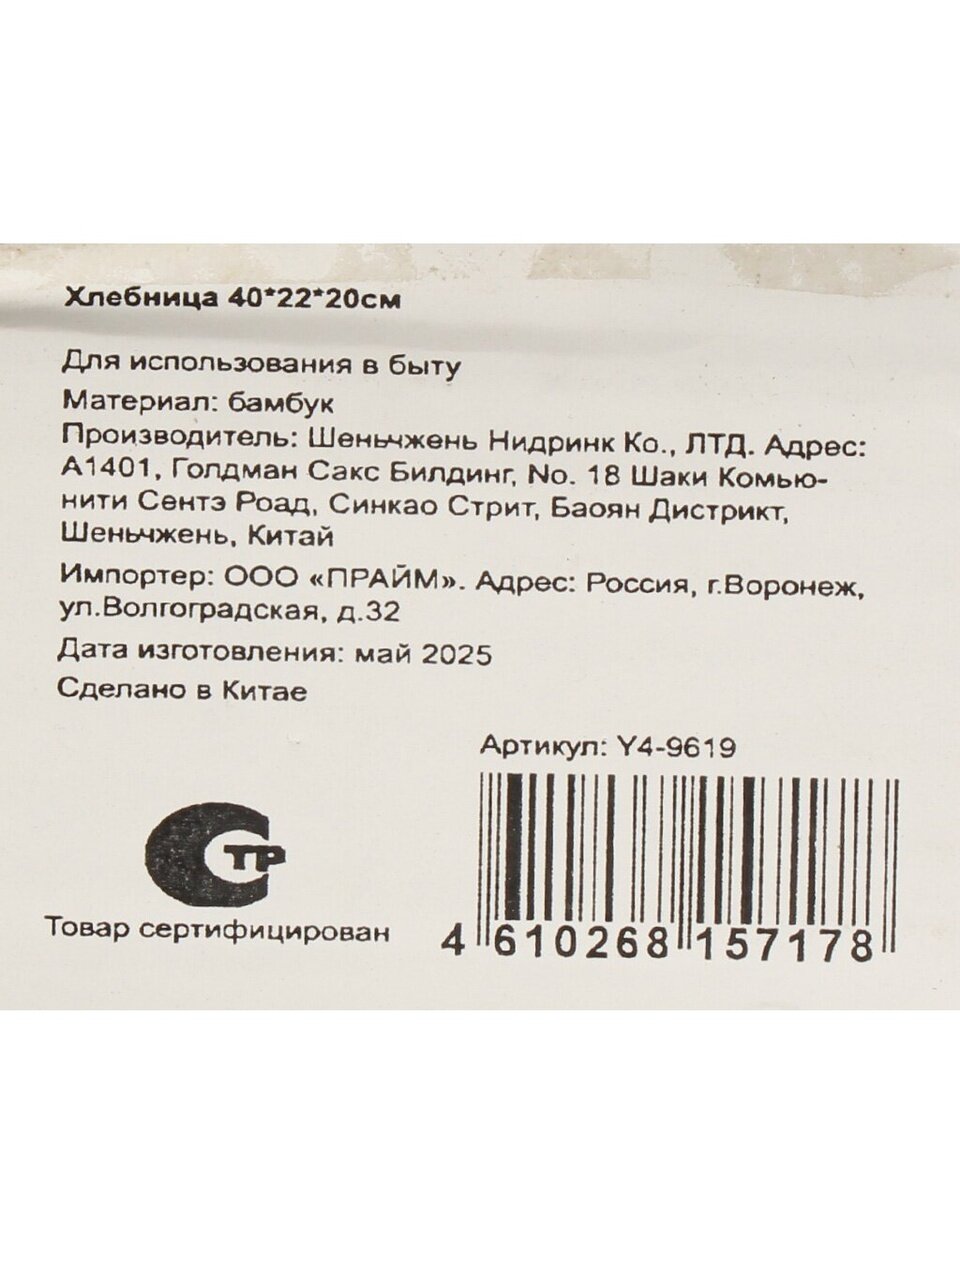 Хлебница 40*22*20см
Для использования в быту
Материал: бамбук
Производитель: Шеньчжень Нидринк Ко., ЛТД. Адрес:
А1401, Голдман Сакс Билдинг, No. 18 Шаки Комью-
нити Сентэ Роад, Синкао Стрит, Баоян Дистрикт,
Шеньчжень, Китай
Импортер: ООО «ПРАЙМ». Адрес: Россия, г.Воронеж,
ул.Волгоградская, д.32
Дата изготовления: май 2025
Сделано в Китае
Артикул: Y4-9619
ТР
Товар сертифицирован
4 610268 157178